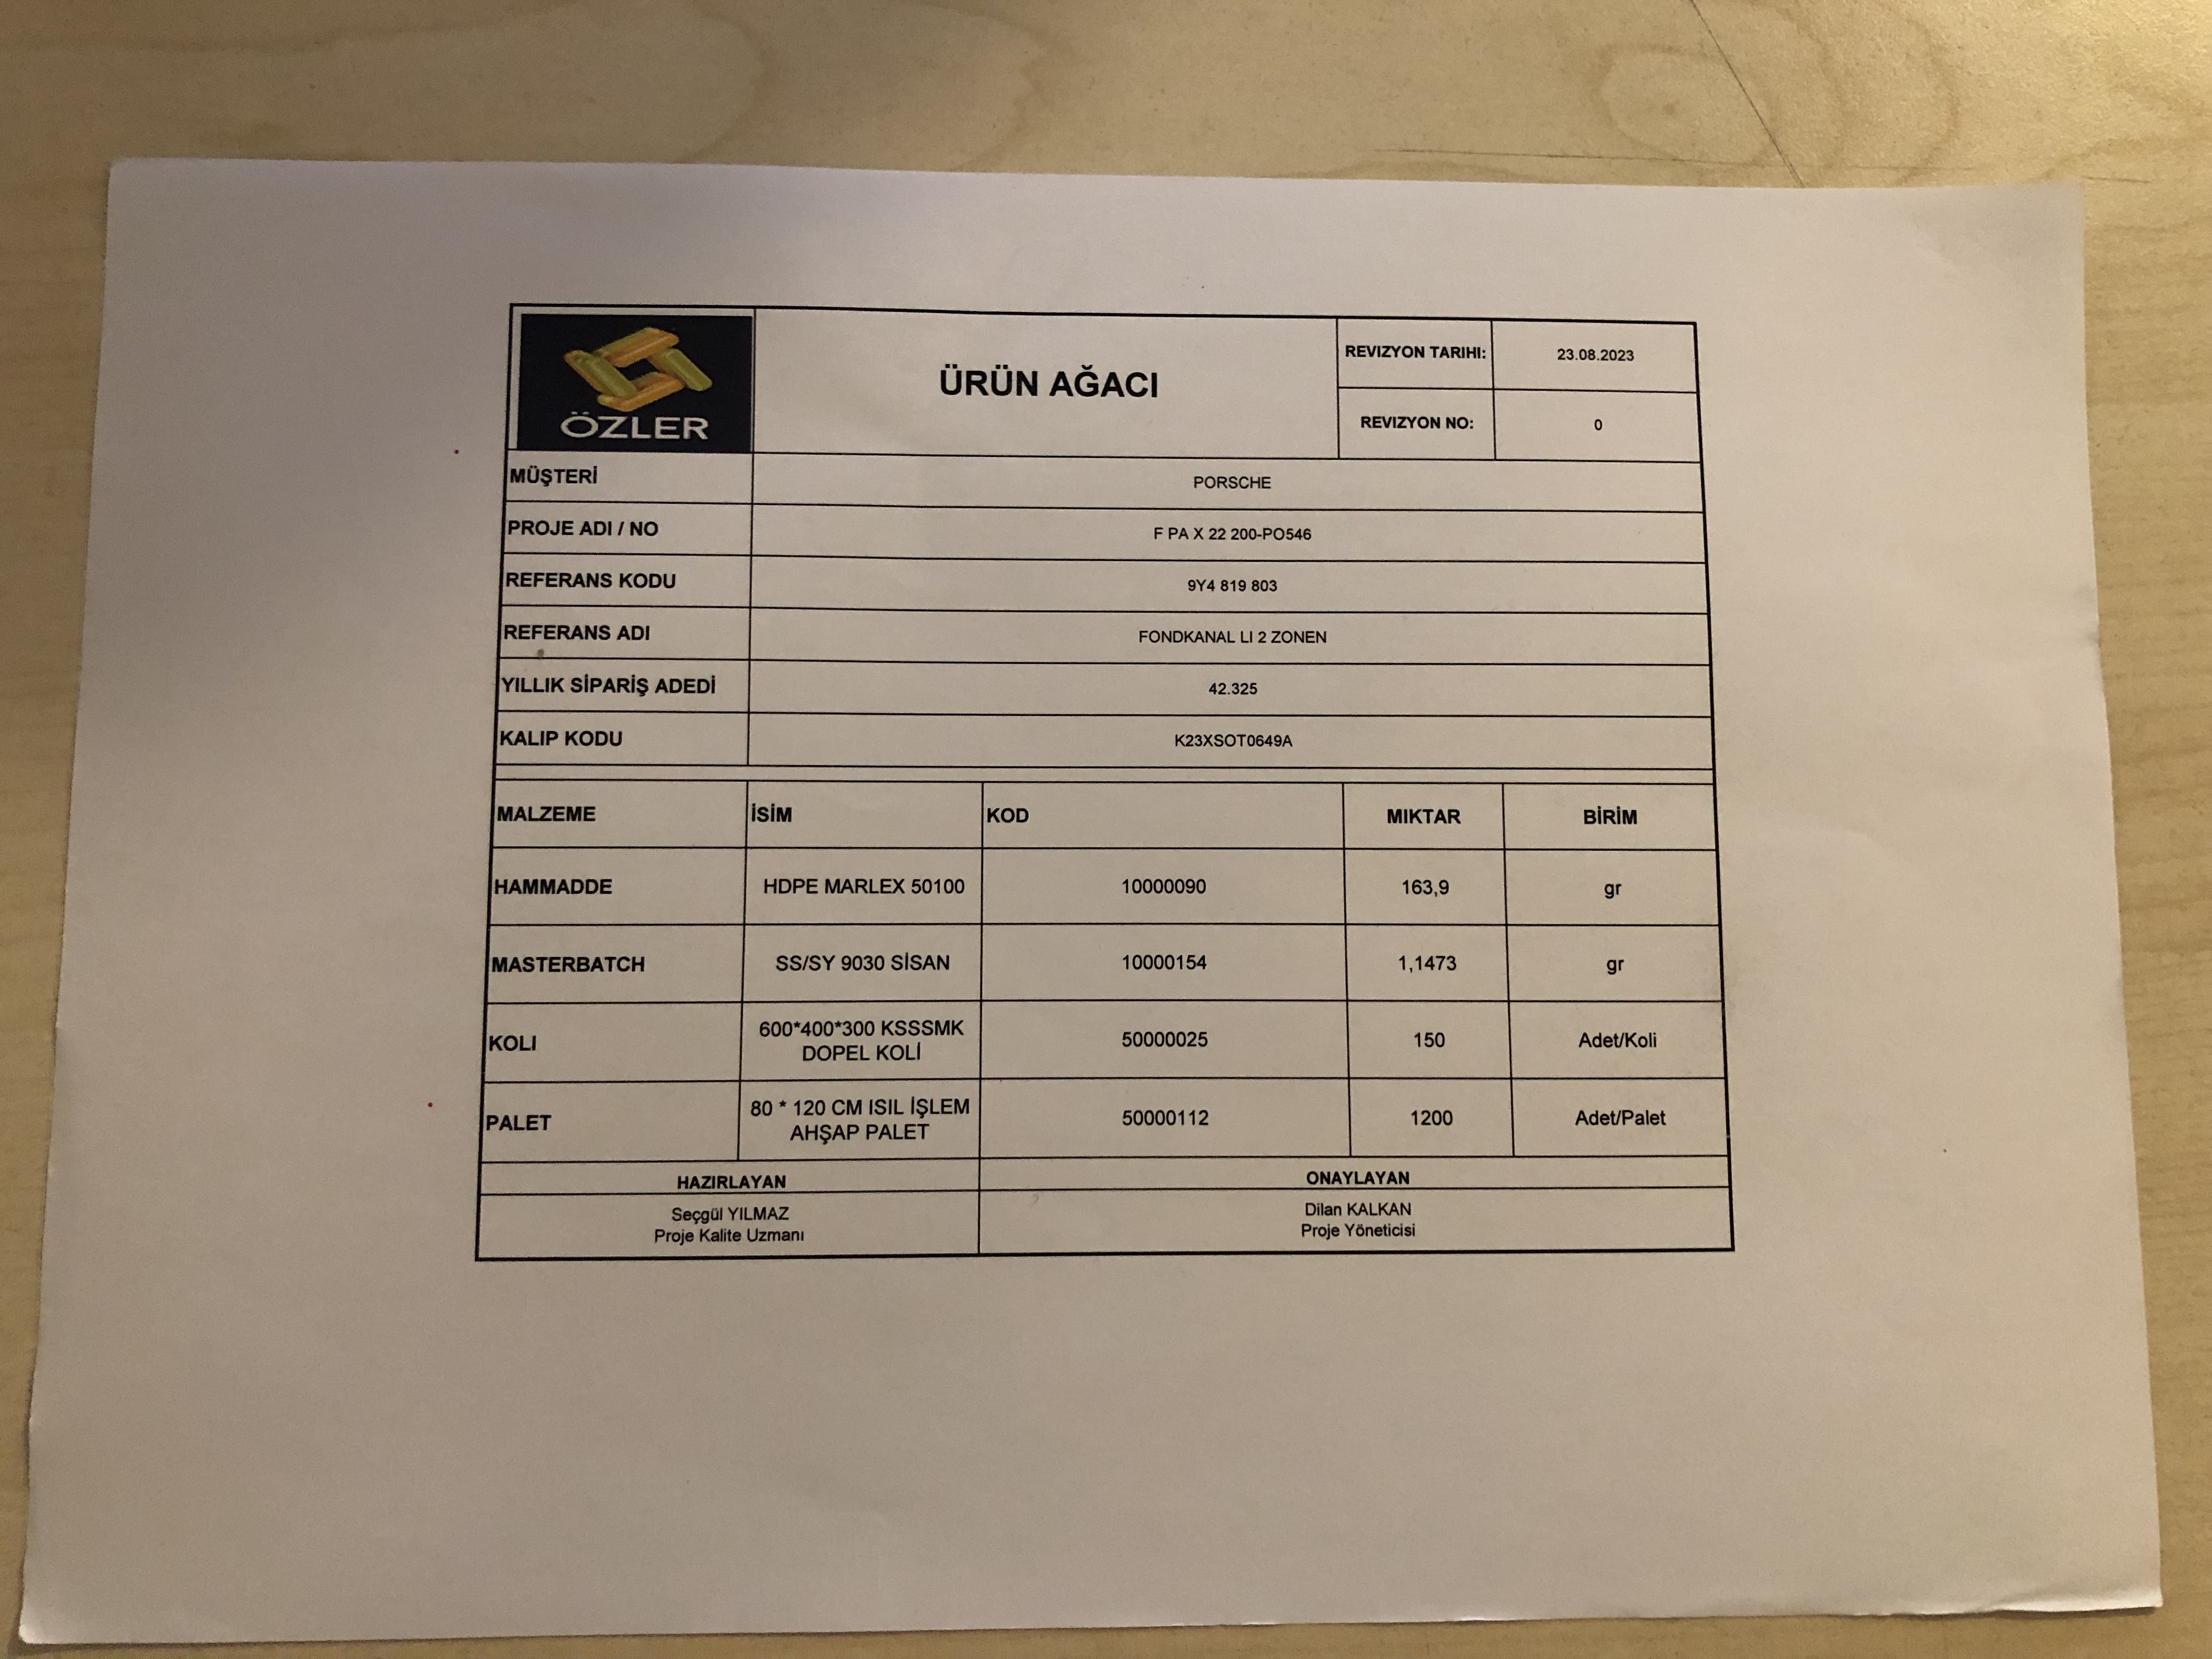 ÖZLER
ÜRÜN AĞACI
REVIZYON TARIHI: 23.08.2023
REVIZYON NO: 0
MÜŞTERİ PORSCHE
PROJE ADI / NO F PA X 22 200-PO546
REFERANS KODU 9Y4 819 803
REFERANS ADI FONDKANAL LI 2 ZONEN
YILLIK SİPARİŞ ADEDİ 42.325
KALIP KODU K23XSOT0649A
MALZEME İSİM KOD MIKTAR BİRİM
HAMMADDE HDPE MARLEX 50100 10000090 163,9 gr
MASTERBATCH SS/SY 9030 SİSAN 10000154 1,1473 gr
KOLI 600*400*300 KSSSMK
DOPEL KOLİ 50000025 150 Adet/Koli
PALET 80 * 120 CM ISIL İŞLEM
AHŞAP PALET 50000112 1200 Adet/Palet
HAZIRLAYAN ONAYLAYAN
Seçgül YILMAZ Dilan KALKAN
Proje Kalite Uzmanı Proje Yöneticisi